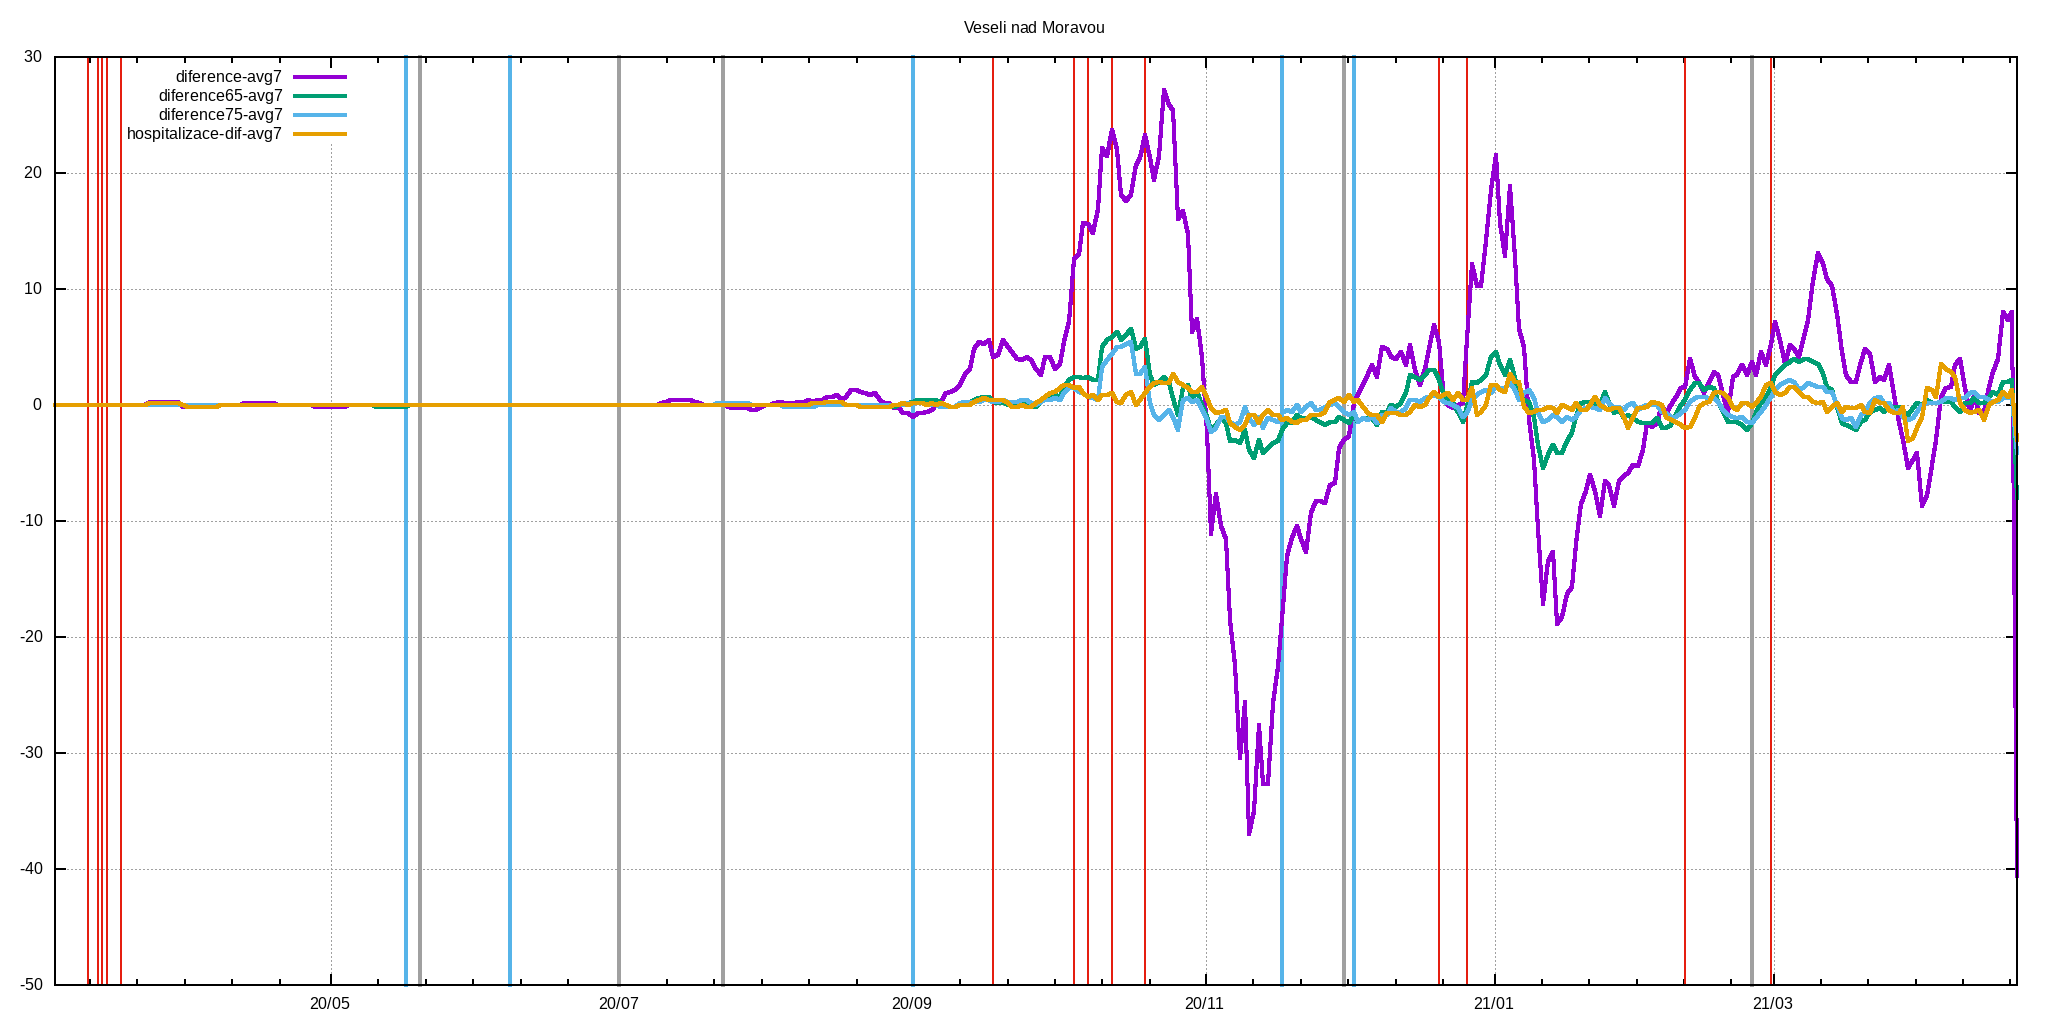 Veseli nad Moravou
diference-avg7
diference65-avg7
diference75-avg7
hospitalizace-dif-avg7
30
20
10
0
-10
-20
-30
-40
-50
20/05 20/07 20/09 20/11 21/01 21/03